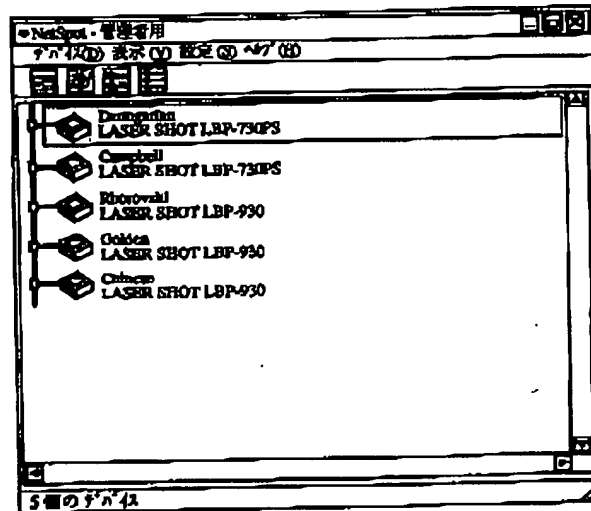 NetSpot - 管理者用
ﾃﾞﾊﾞｲｽ(D) 表示(V) 設定(S) ﾍﾙﾌﾟ(H)
LASER SHOT LBP-730PS
Campbell
LASER SHOT LBP-730PS
LASER SHOT LBP-930
Golden
LASER SHOT LBP-930
LASER SHOT LBP-930
5個のﾃﾞﾊﾞｲｽ